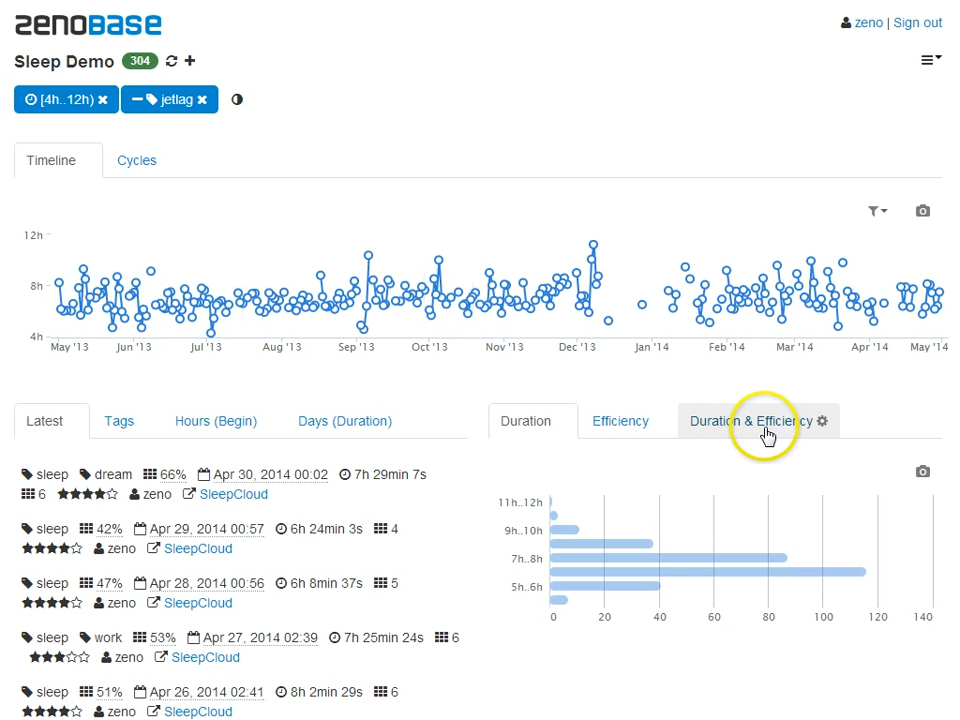 zenoBASE
zeno | Sign out
Sleep Demo 304
[4h..12h) jetlag
Timeline Cycles
12h
8h
4h
May '13 Jun '13 Jul '13 Aug '13 Sep '13 Oct '13 Nov '13 Dec '13 Jan '14 Feb '14 Mar '14 Apr '14 May '14
Latest Tags Hours (Begin) Days (Duration)
Duration Efficiency Duration & Efficiency
sleep dream 66% Apr 30, 2014 00:02 7h 29min 7s
6 ★★★★☆ zeno SleepCloud
sleep 42% Apr 29, 2014 00:57 6h 24min 3s 4
★★★★☆ zeno SleepCloud
sleep 47% Apr 28, 2014 00:56 6h 8min 37s 5
★★★★☆ zeno SleepCloud
sleep work 53% Apr 27, 2014 02:39 7h 25min 24s 6
★★★☆☆ zeno SleepCloud
sleep 51% Apr 26, 2014 02:41 8h 2min 29s 6
★★★★☆ zeno SleepCloud
11h..12h
9h..10h
7h..8h
5h..6h
0 20 40 60 80 100 120 140